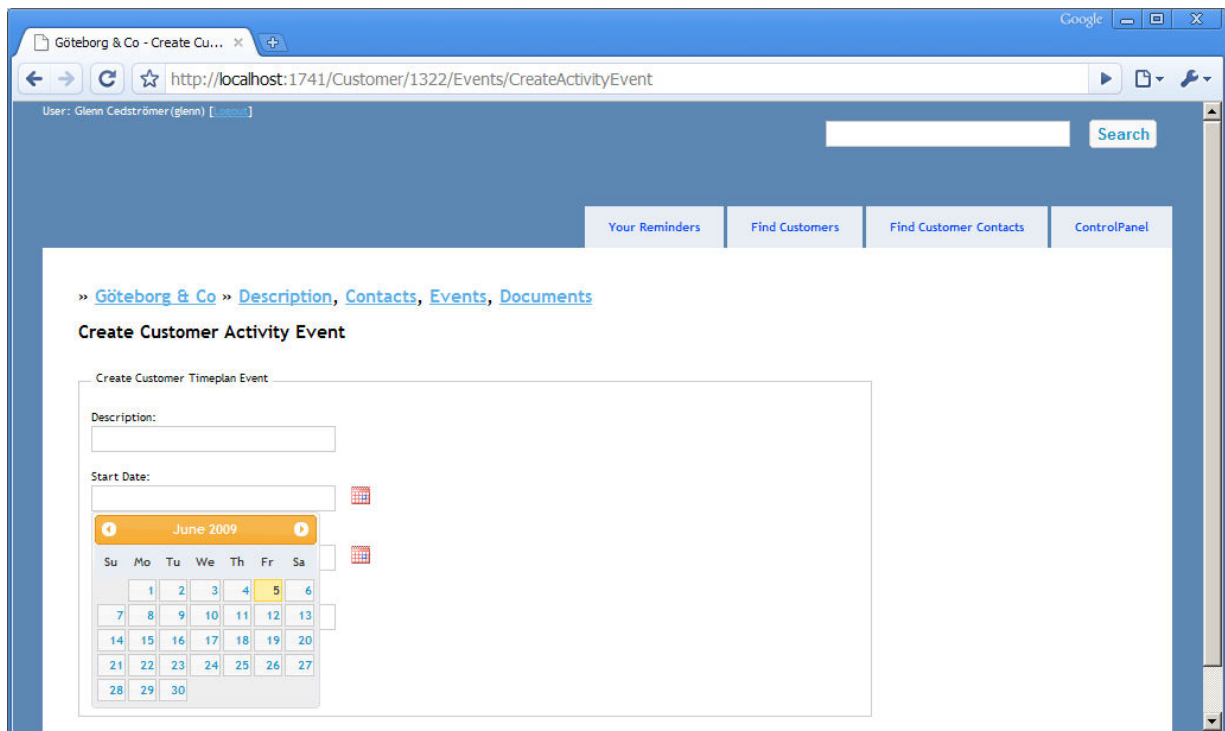 Google
Göteborg & Co - Create Cu...
http://localhost:1741/Customer/1322/Events/CreateActivityEvent
User: Glenn Cedströmer(glenn) [Logout]
Search
Your Reminders Find Customers Find Customer Contacts ControlPanel
» Göteborg & Co » Description, Contacts, Events, Documents
Create Customer Activity Event
Create Customer Timeplan Event
Description:
Start Date:
June 2009
Su Mo Tu We Th Fr Sa
1 2 3 4 5 6
7 8 9 10 11 12 13
14 15 16 17 18 19 20
21 22 23 24 25 26 27
28 29 30